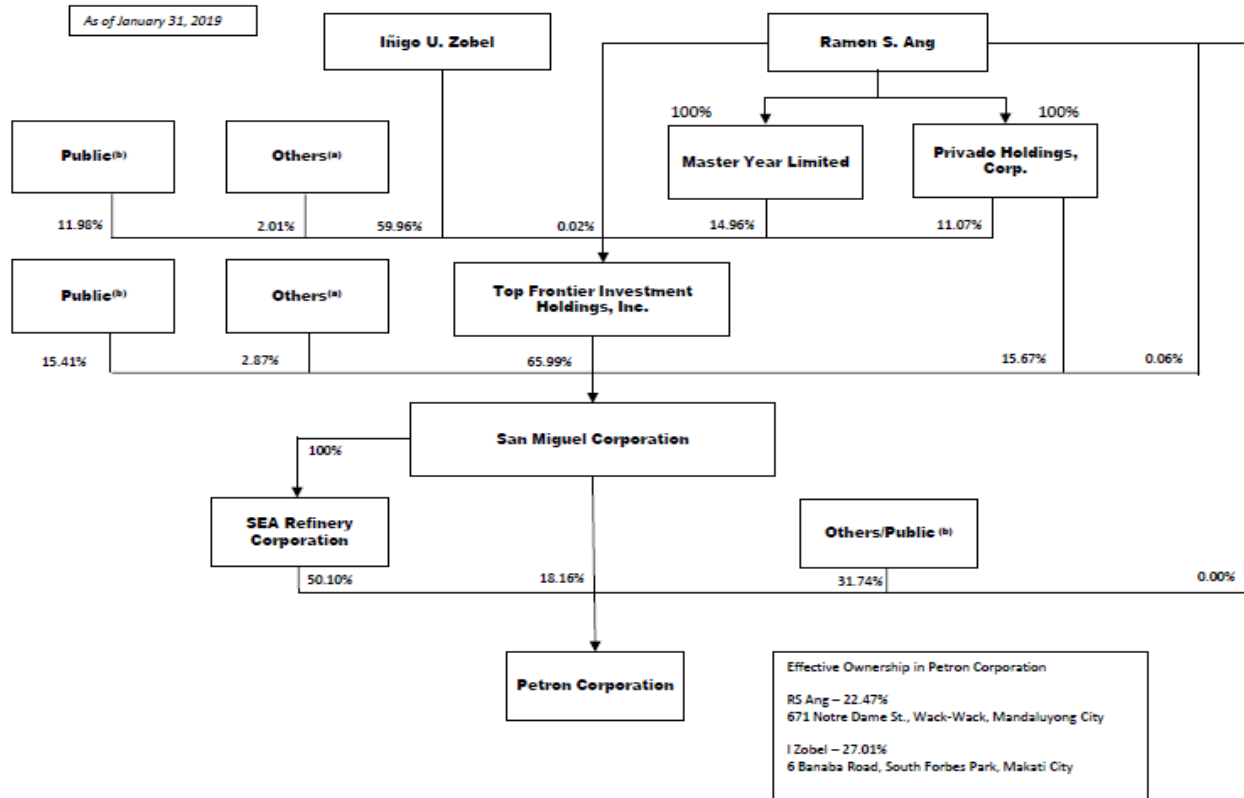 As of January 31, 2019
Iñigo U. Zobel
Ramon S. Ang
100%
100%
Public(b)
Others(a)
Master Year Limited
Privado Holdings,
Corp.
11.98%
2.01%
59.96%
0.02%
14.96%
11.07%
Public(b)
Others(a)
Top Frontier Investment
Holdings, Inc.
15.41%
2.87%
65.99%
15.67%
0.06%
San Miguel Corporation
100%
SEA Refinery
Corporation
Others/Public (b)
50.10%
18.16%
31.74%
0.00%
Petron Corporation
Effective Ownership in Petron Corporation
RS Ang – 22.47%
671 Notre Dame St., Wack-Wack, Mandaluyong City
I Zobel – 27.01%
6 Banaba Road, South Forbes Park, Makati City